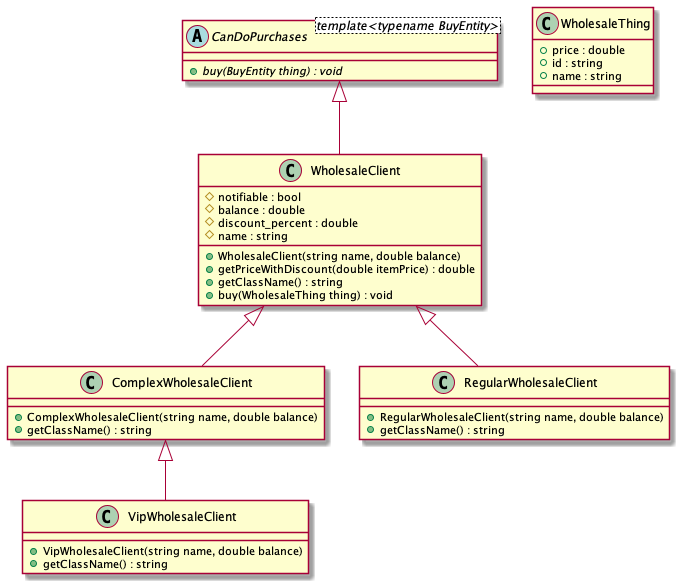 A CanDoPurchases
template<typename BuyEntity>
buy(BuyEntity thing) : void
C WholesaleThing
price : double
id : string
name : string
C WholesaleClient
notifiable : bool
balance : double
discount_percent : double
name : string
WholesaleClient(string name, double balance)
getPriceWithDiscount(double itemPrice) : double
getClassName() : string
buy(WholesaleThing thing) : void
C ComplexWholesaleClient
ComplexWholesaleClient(string name, double balance)
getClassName() : string
C RegularWholesaleClient
RegularWholesaleClient(string name, double balance)
getClassName() : string
C VipWholesaleClient
VipWholesaleClient(string name, double balance)
getClassName() : string